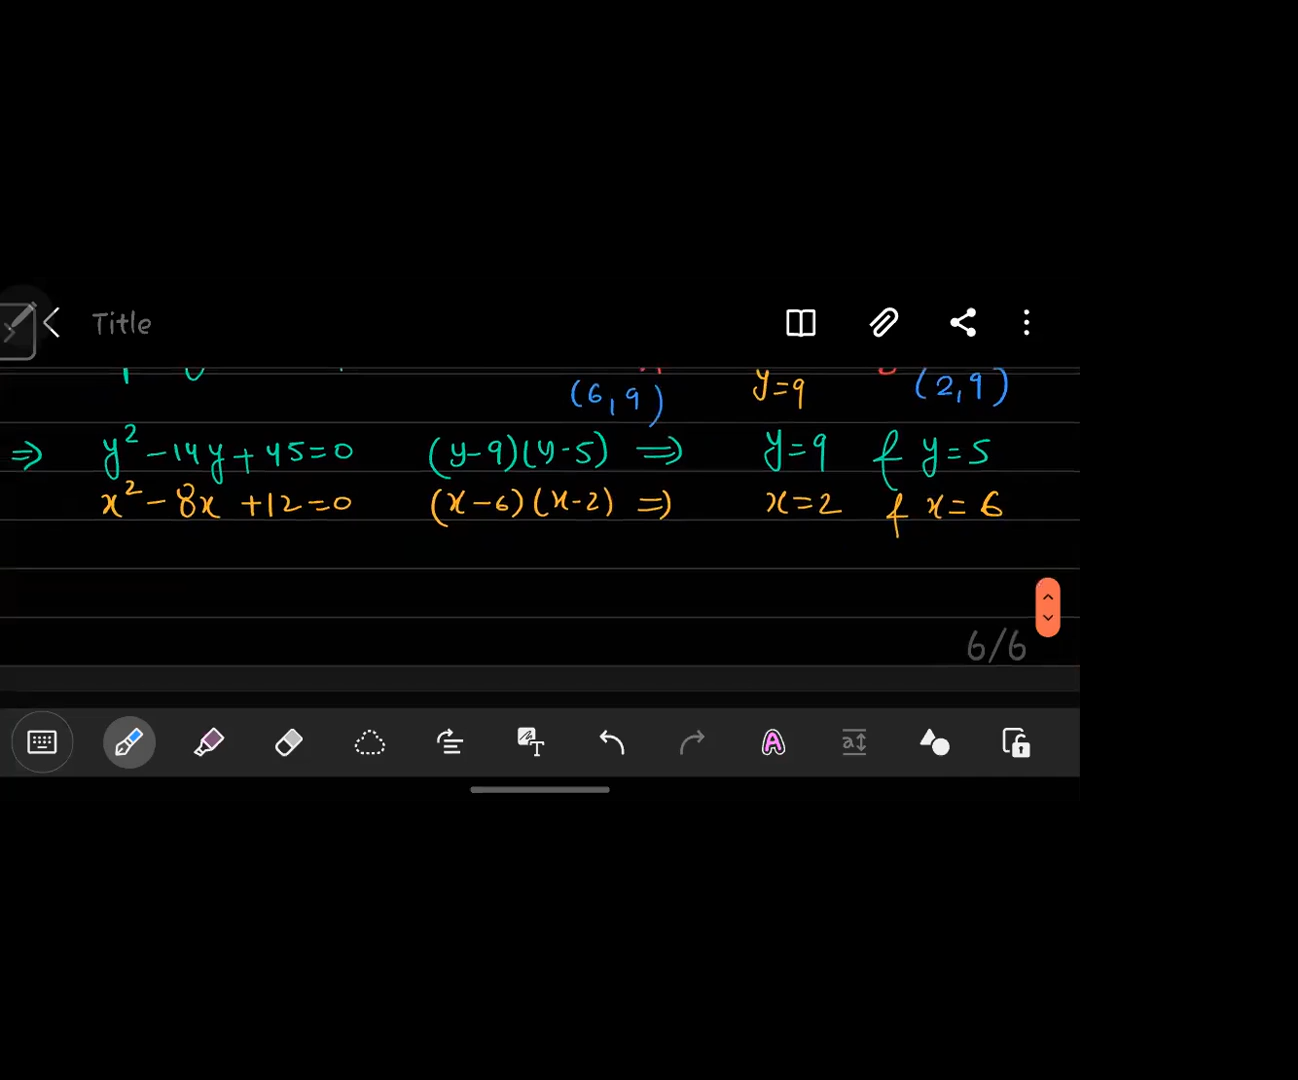 Title
(6,9) y=9 (2,9)
⇒ y²-14y+45=0 (y-9)(y-5) ⇒ y=9 & y=5
x²-8x+12=0 (x-6)(x-2) ⇒ x=2 & x=6
6/6
T
A
a